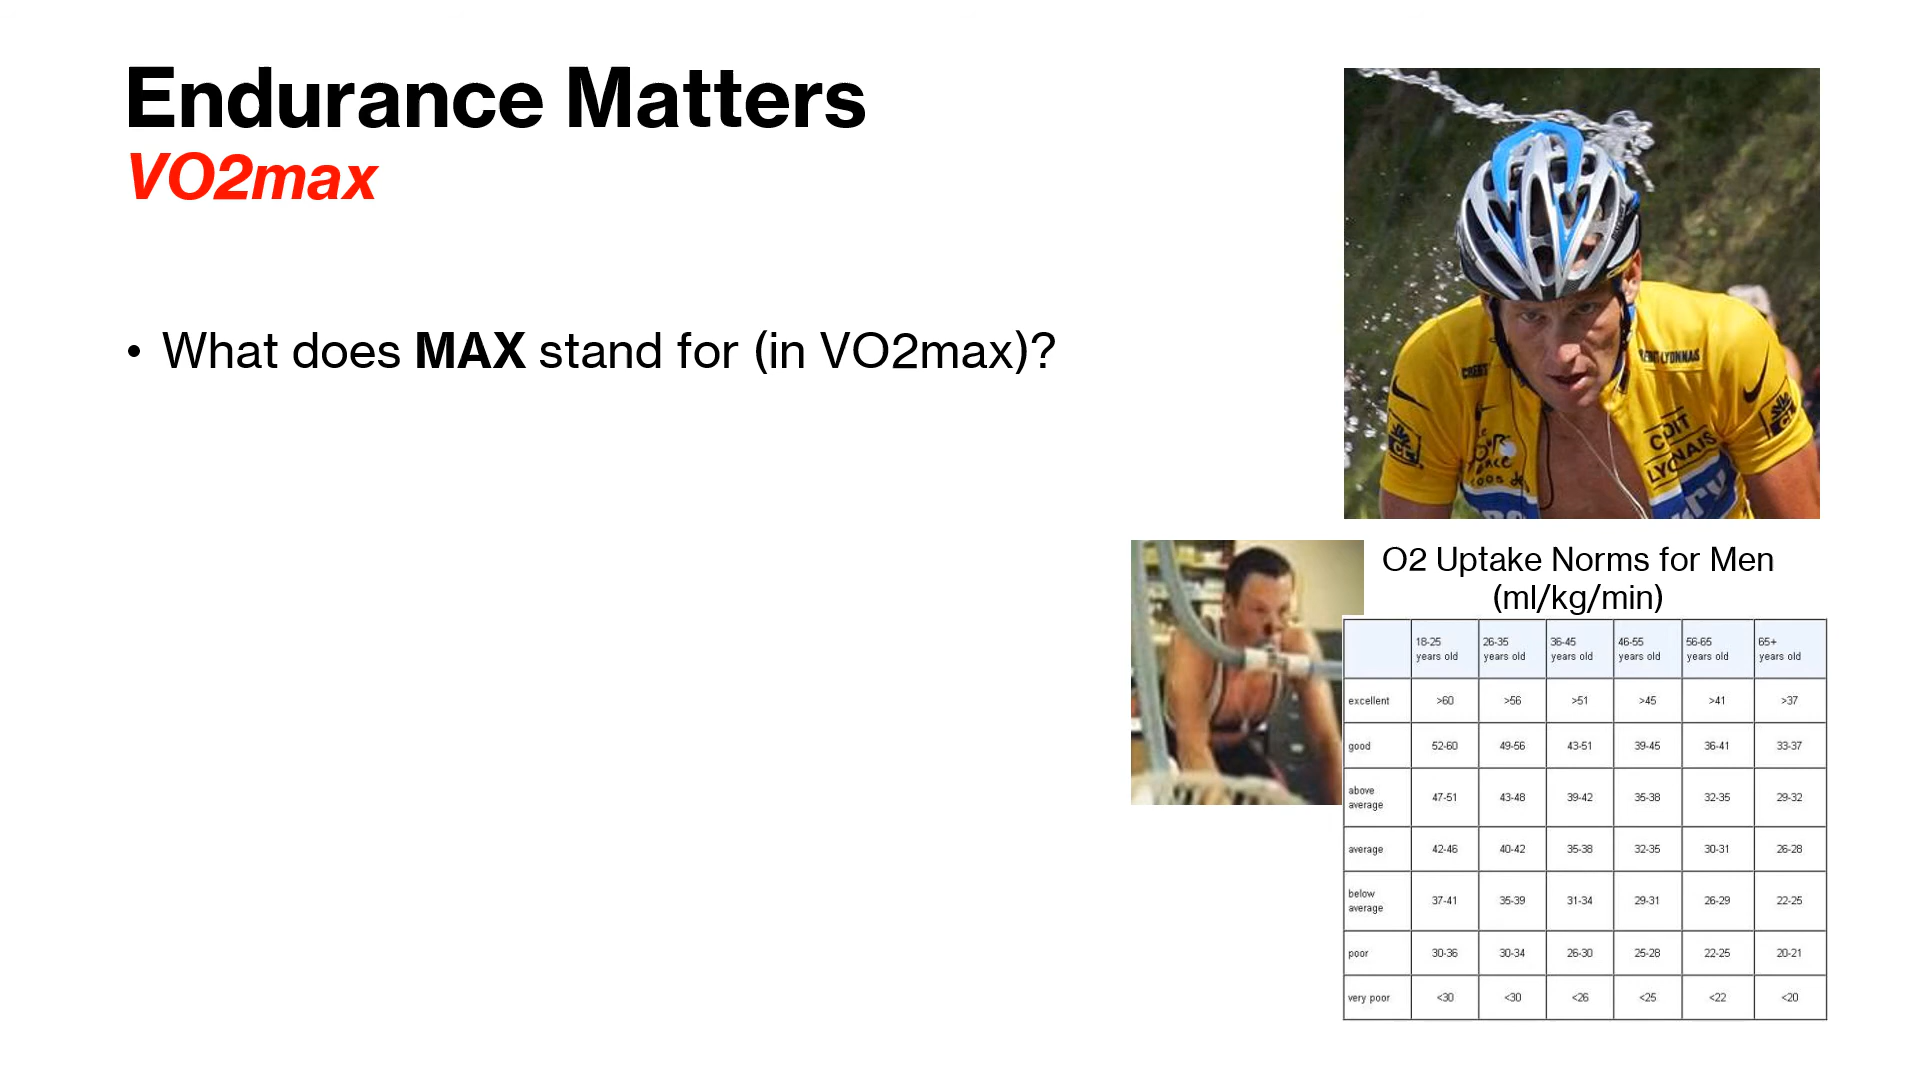 Endurance Matters
VO2max
• What does MAX stand for (in VO2max)?
CREDIT LYONNAIS
CL
CL
LYONNAIS
O2 Uptake Norms for Men
(ml/kg/min)
18-25 years old 26-35 years old 36-45 years old 46-55 years old 56-65 years old 65+ years old
excellent >60 >56 >51 >45 >41 >37
good 52-60 49-56 43-51 39-45 36-41 33-37
above average 47-51 43-48 39-42 35-38 32-35 29-32
average 42-46 40-42 35-38 32-35 30-31 26-28
below average 37-41 35-39 31-34 29-31 26-29 22-25
poor 30-36 30-34 26-30 25-28 22-25 20-21
very poor <30 <30 <26 <25 <22 <20